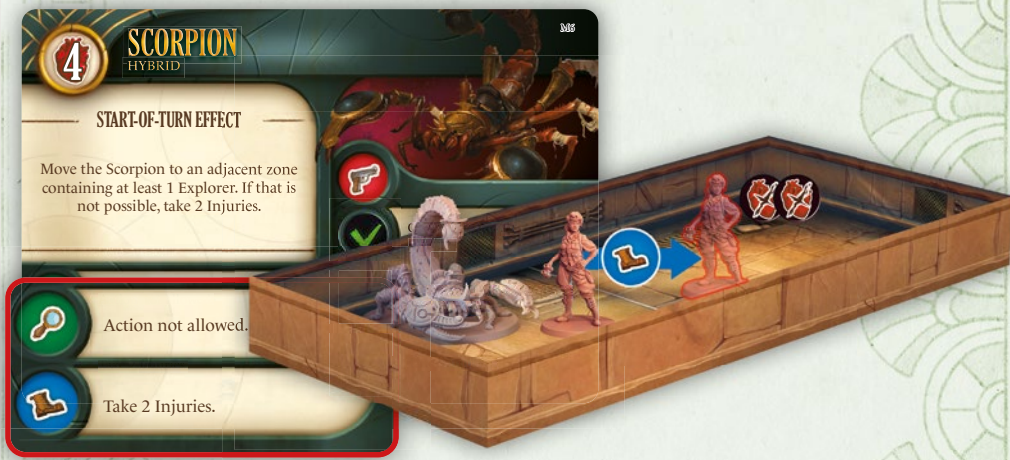 4
SCORPION
HYBRID
M6
START-OF-TURN EFFECT
Move the Scorpion to an adjacent zone
containing at least 1 Explorer. If that is
not possible, take 2 Injuries.
Action not allowed.
Take 2 Injuries.